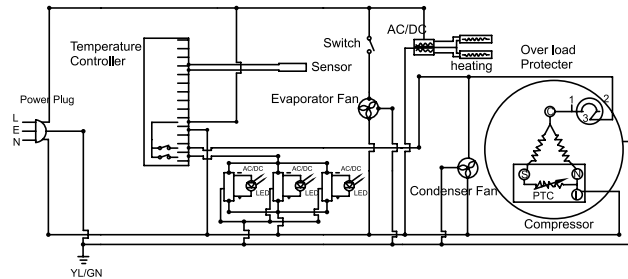 AC/DC
Switch
Temperature
Controller
Sensor
heating
Over load
Protecter
Power Plug
Evaporator Fan
1
2
3
L
E
N
AC/DC
AC/DC
AC/DC
LED
LED
LED
Condenser Fan
S
N
PTC
Compressor
YL/GN